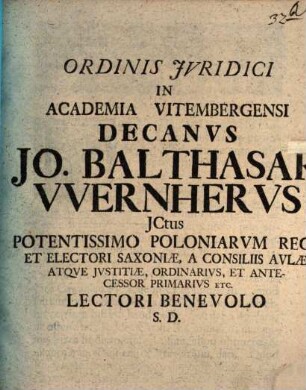 32 a
ORDINIS JVRIDICI
IN
ACADEMIA VITEMBERGENSI
DECANVS
JO. BALTHASAR
VVERNHERVS
JCtus
POTENTISSIMO POLONIARVM REG
ET ELECTORI SAXONIÆ, A CONSILIIS AVLÆ
ATQVE JVSTITIÆ, ORDINARIVS, ET ANTE-
CESSOR PRIMARIVS ETC.
LECTORI BENEVOLO
S. D.